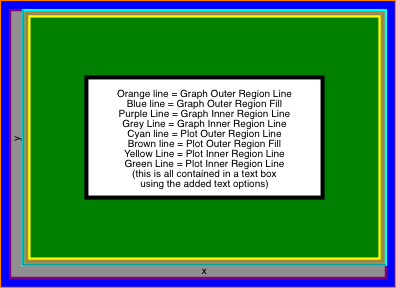 Orange line = Graph Outer Region Line
Blue line = Graph Outer Region Fill
Purple Line = Graph Inner Region Line
Grey Line = Graph Inner Region Line
Cyan line = Plot Outer Region Line
Brown line = Plot Outer Region Fill
Yellow Line = Plot Inner Region Line
Green Line = Plot Inner Region Line
(this is all contained in a text box
using the added text options)
y
x